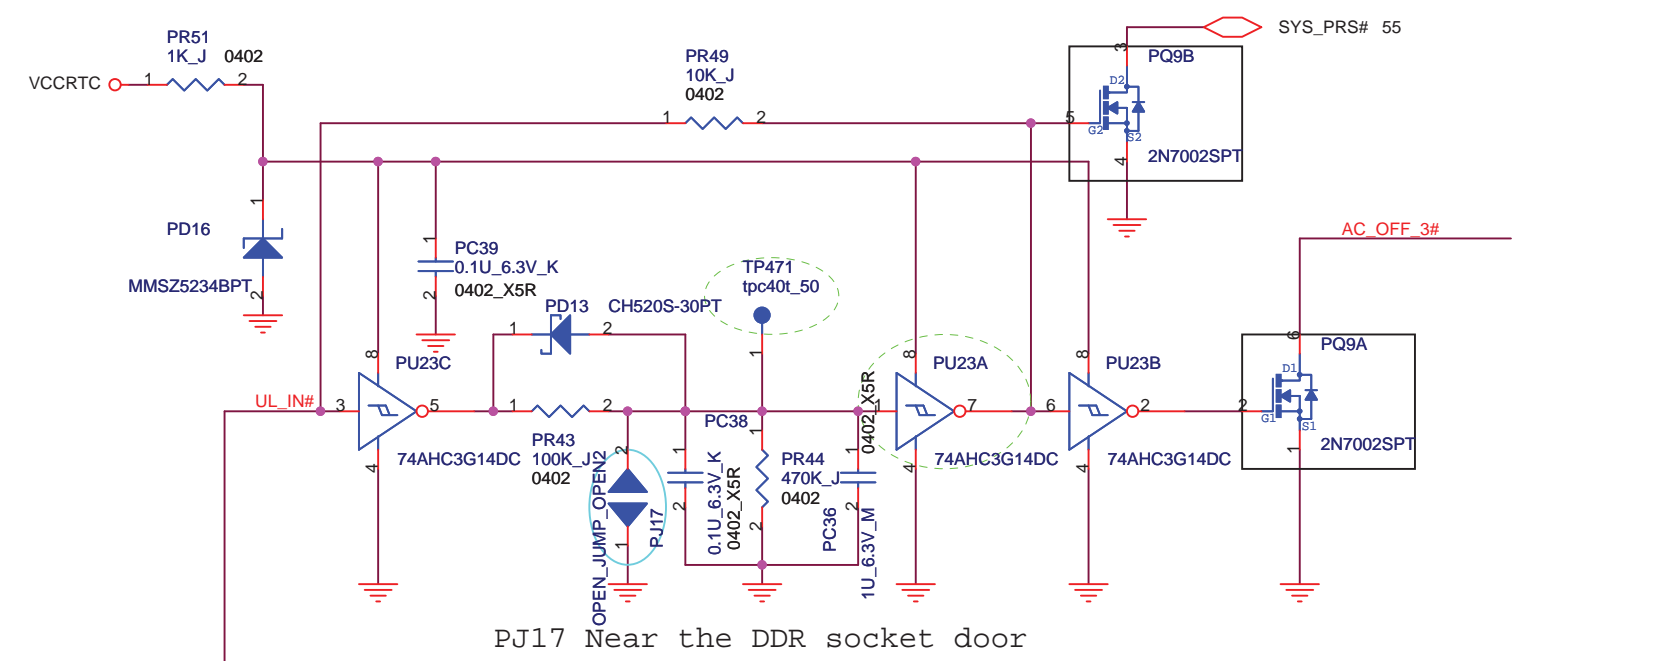 SYS_PRS# 55
PR51
1K_J 0402
VCCRTC
1
2
PR49
10K_J
0402
1
2
3
PQ9B
D2
5
G2
S2
4
2N7002SPT
1
PD16
MMSZ5234BPT
2
1
PC39
0.1U_6.3V_K
0402_X5R
2
TP471
tpc40t_50
1
AC_OFF_3#
PD13
CH520S-30PT
1
2
8
PU23C
UL_IN#
3
5
4
74AHC3G14DC
1
2
PR43
100K_J
0402
2
OPEN_JUMP_OPEN2
PJ17
1
PC38
1
2
0.1U_6.3V_K
0402_X5R
1
PR44
470K_J
0402
2
1
0402_X5R
2
PC36
1U_6.3V_M
8
PU23A
1
7
4
74AHC3G14DC
8
PU23B
6
2
4
74AHC3G14DC
6
PQ9A
D1
2
G1
S1
1
2N7002SPT
PJ17 Near the DDR socket door